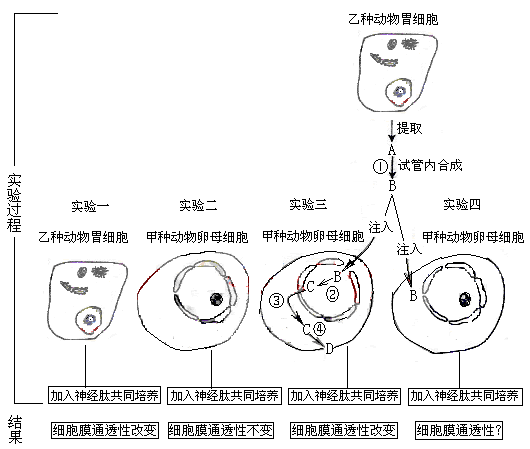 乙种动物胃细胞
提取
A
① 试管内合成
B
实验一 实验二 实验三 实验四
注入 注入
乙种动物胃细胞 甲种动物卵母细胞 甲种动物卵母细胞 甲种动物卵母细胞
B
C ②
B
③
C ④
D
实验过程
加入神经肽共同培养 加入神经肽共同培养 加入神经肽共同培养 加入神经肽共同培养
结果
细胞膜通透性改变 细胞膜通透性不变 细胞膜通透性改变 细胞膜通透性?